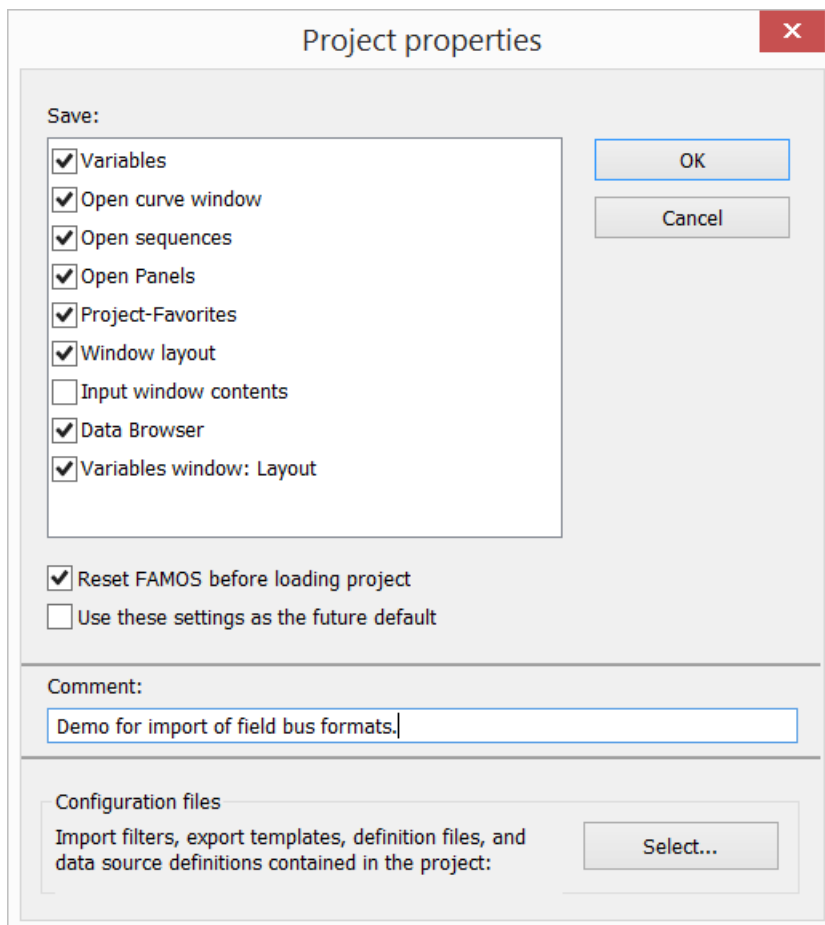 Project properties
Save:
Variables
OK
Open curve window
Cancel
Open sequences
Open Panels
Project-Favorites
Window layout
Input window contents
Data Browser
Variables window: Layout
Reset FAMOS before loading project
Use these settings as the future default
Comment:
Demo for import of field bus formats.
Configuration files
Import filters, export templates, definition files, and
data source definitions contained in the project:
Select...